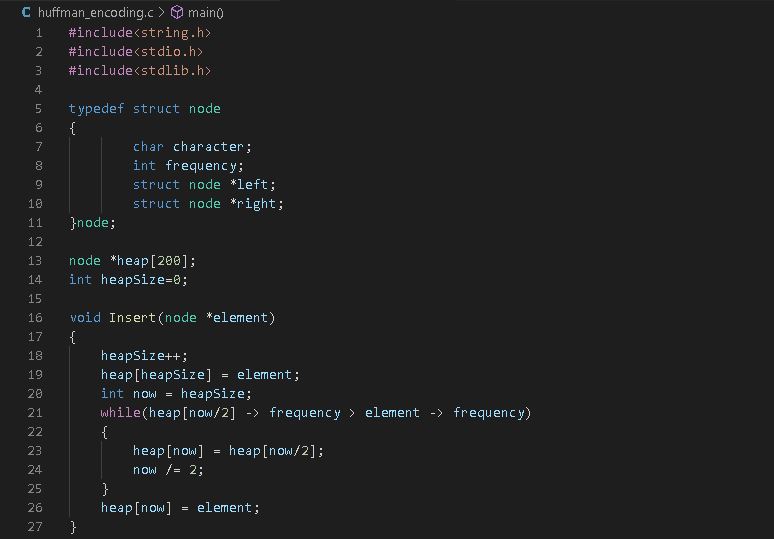 huffman_encoding.c > main()
1 #include<string.h>
2 #include<stdio.h>
3 #include<stdlib.h>
4
5 typedef struct node
6 {
7         char character;
8         int frequency;
9         struct node *left;
10         struct node *right;
11 }node;
12
13 node *heap[200];
14 int heapSize=0;
15
16 void Insert(node *element)
17 {
18     heapSize++;
19     heap[heapSize] = element;
20     int now = heapSize;
21     while(heap[now/2] -> frequency > element -> frequency)
22     {
23         heap[now] = heap[now/2];
24         now /= 2;
25     }
26     heap[now] = element;
27 }